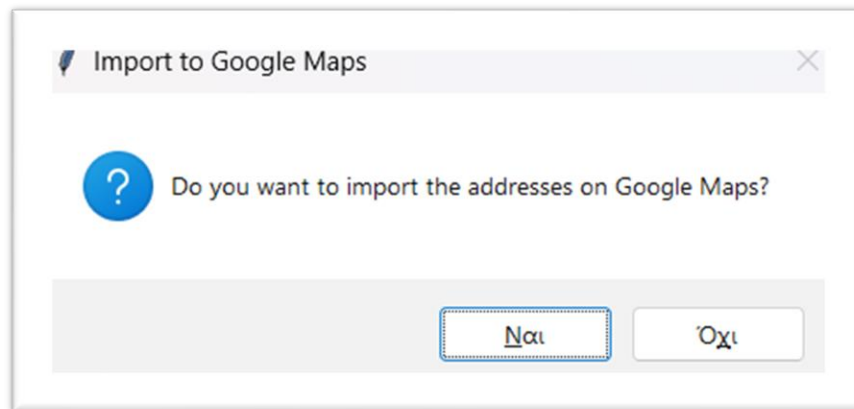 Import to Google Maps
Do you want to import the addresses on Google Maps?
Ναι Όχι